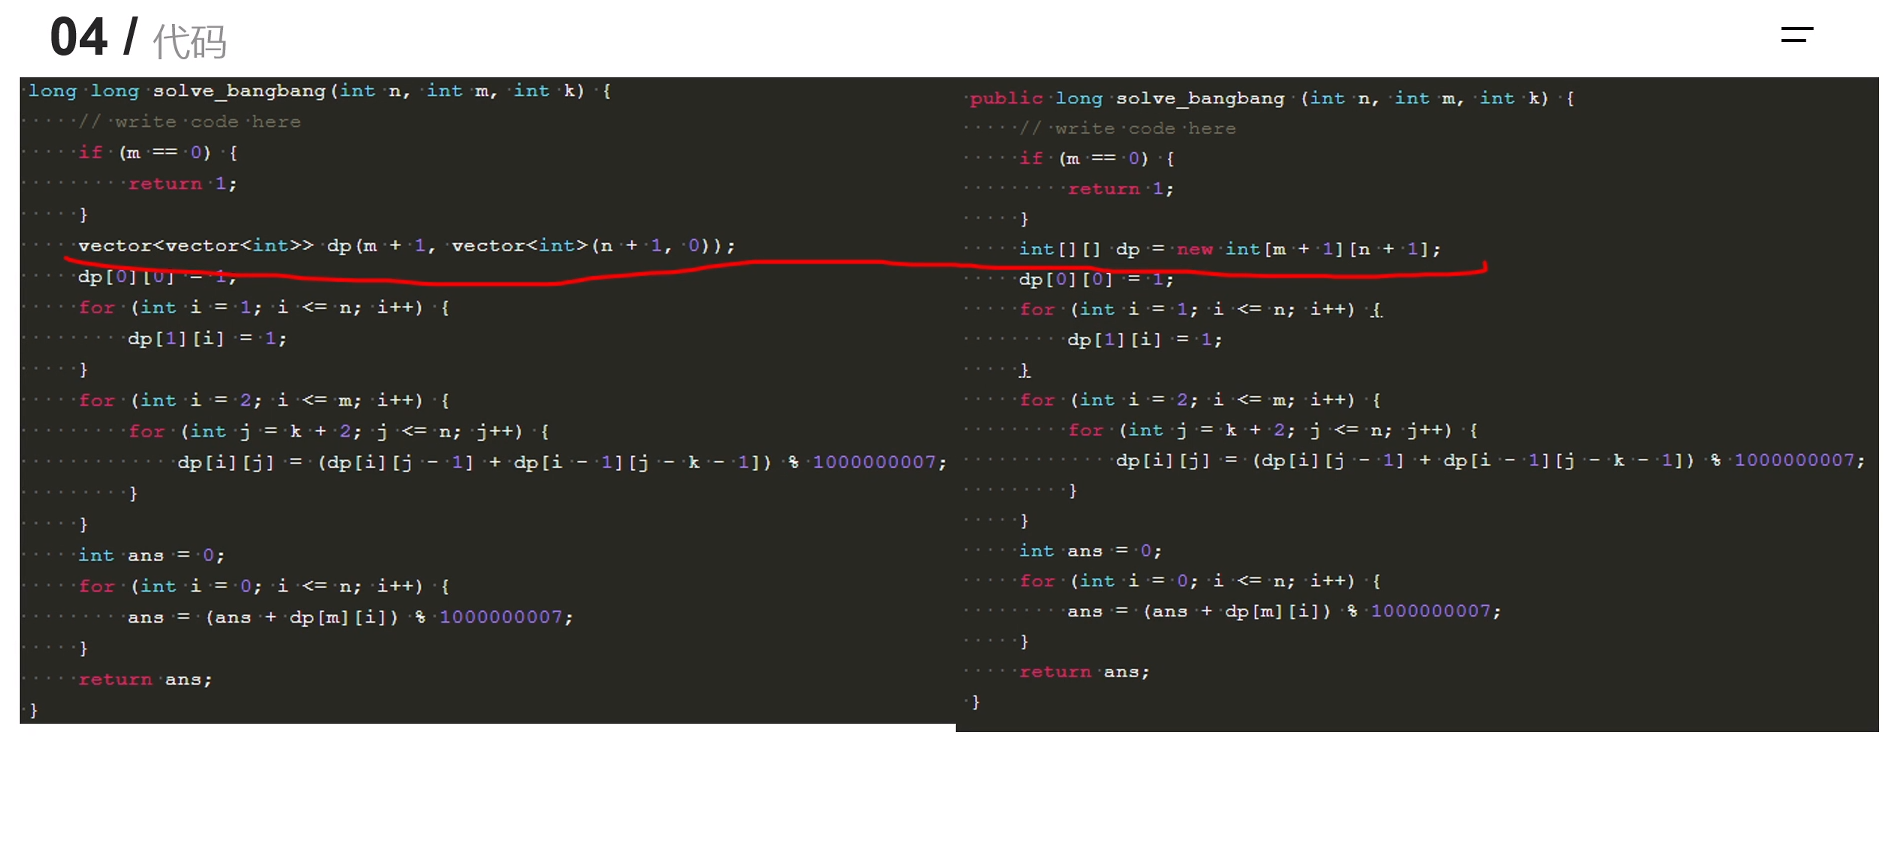 04 / 代码
long long solve_bangbang(int n, int m, int k) {
// write code here
if (m == 0) {
return 1;
}
vector<vector<int>> dp(m + 1, vector<int>(n + 1, 0));
dp[0][0] = 1;
for (int i = 1; i <= n; i++) {
dp[1][i] = 1;
}
for (int i = 2; i <= m; i++) {
for (int j = k + 2; j <= n; j++) {
dp[i][j] = (dp[i][j - 1] + dp[i - 1][j - k - 1]) % 1000000007;
}
}
int ans = 0;
for (int i = 0; i <= n; i++) {
ans = (ans + dp[m][i]) % 1000000007;
}
return ans;
}
public long solve_bangbang (int n, int m, int k) {
// write code here
if (m == 0) {
return 1;
}
int[][] dp = new int[m + 1][n + 1];
dp[0][0] = 1;
for (int i = 1; i <= n; i++) {
dp[1][i] = 1;
}
for (int i = 2; i <= m; i++) {
for (int j = k + 2; j <= n; j++) {
dp[i][j] = (dp[i][j - 1] + dp[i - 1][j - k - 1]) % 1000000007;
}
}
int ans = 0;
for (int i = 0; i <= n; i++) {
ans = (ans + dp[m][i]) % 1000000007;
}
return ans;
}